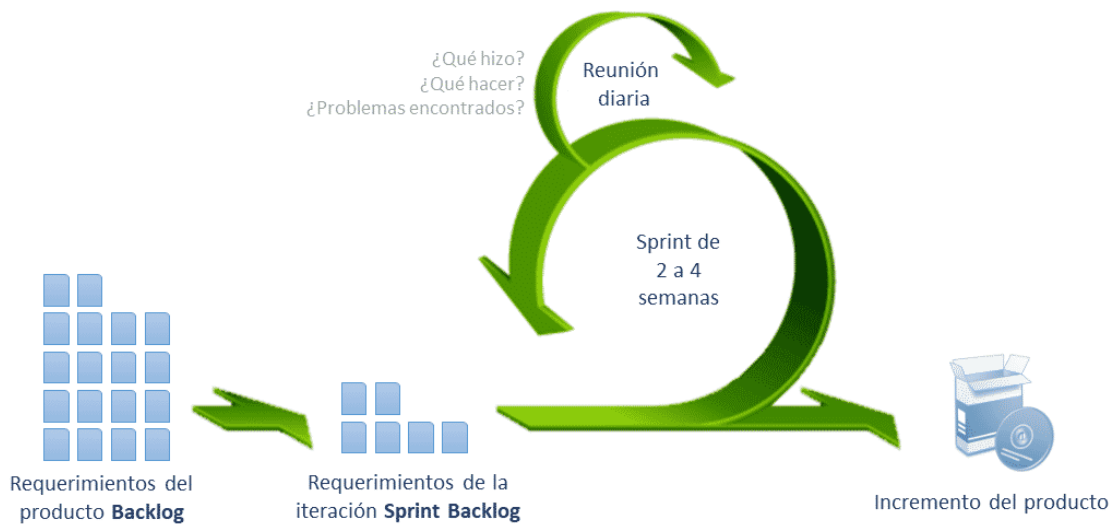 ¿Qué hizo?
¿Qué hacer?
¿Problemas encontrados?
Reunión
diaria
Sprint de
2 a 4
semanas
Requerimientos del
producto Backlog
Requerimientos de la
iteración Sprint Backlog
Incremento del producto